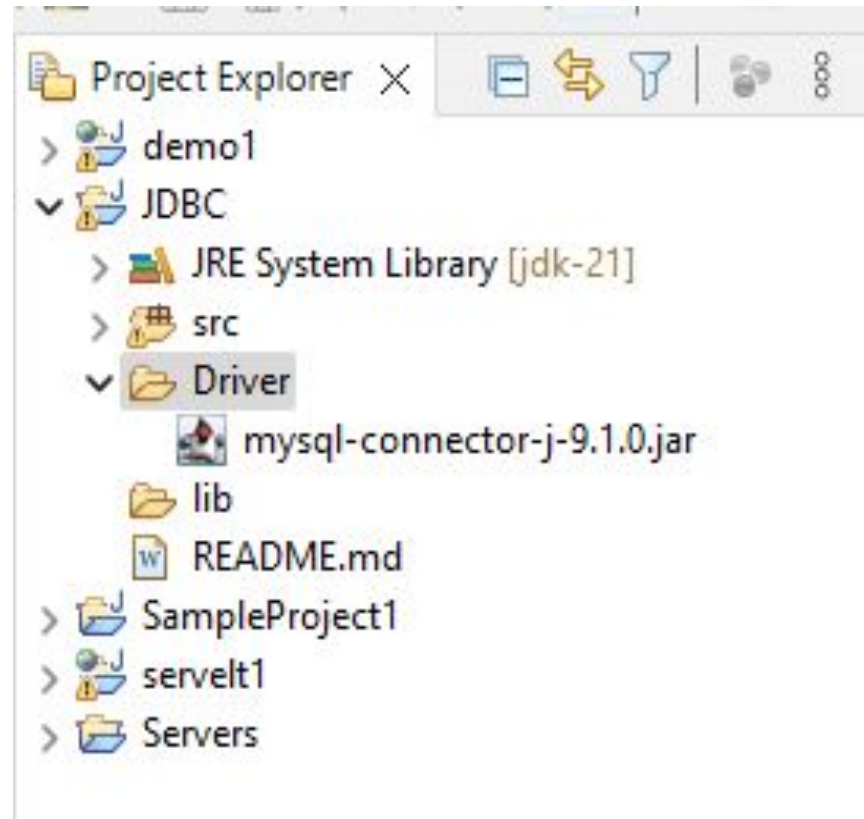 Project Explorer
demo1
JDBC
JRE System Library [jdk-21]
src
Driver
mysql-connector-j-9.1.0.jar
lib
README.md
SampleProject1
servelt1
Servers